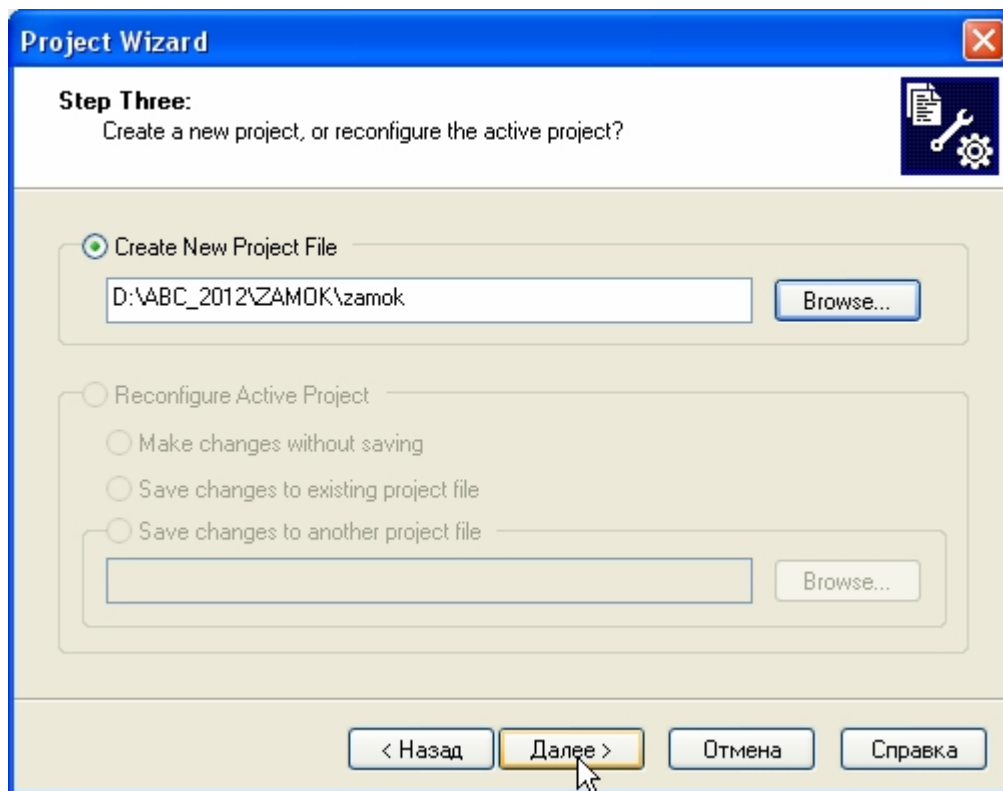 Project Wizard
Step Three:
Create a new project, or reconfigure the active project?
Create New Project File
D:\ABC_2012\ZAMOK\zamok
Browse...
Reconfigure Active Project
Make changes without saving
Save changes to existing project file
Save changes to another project file
Browse...
< Назад
Далее >
Отмена
Справка